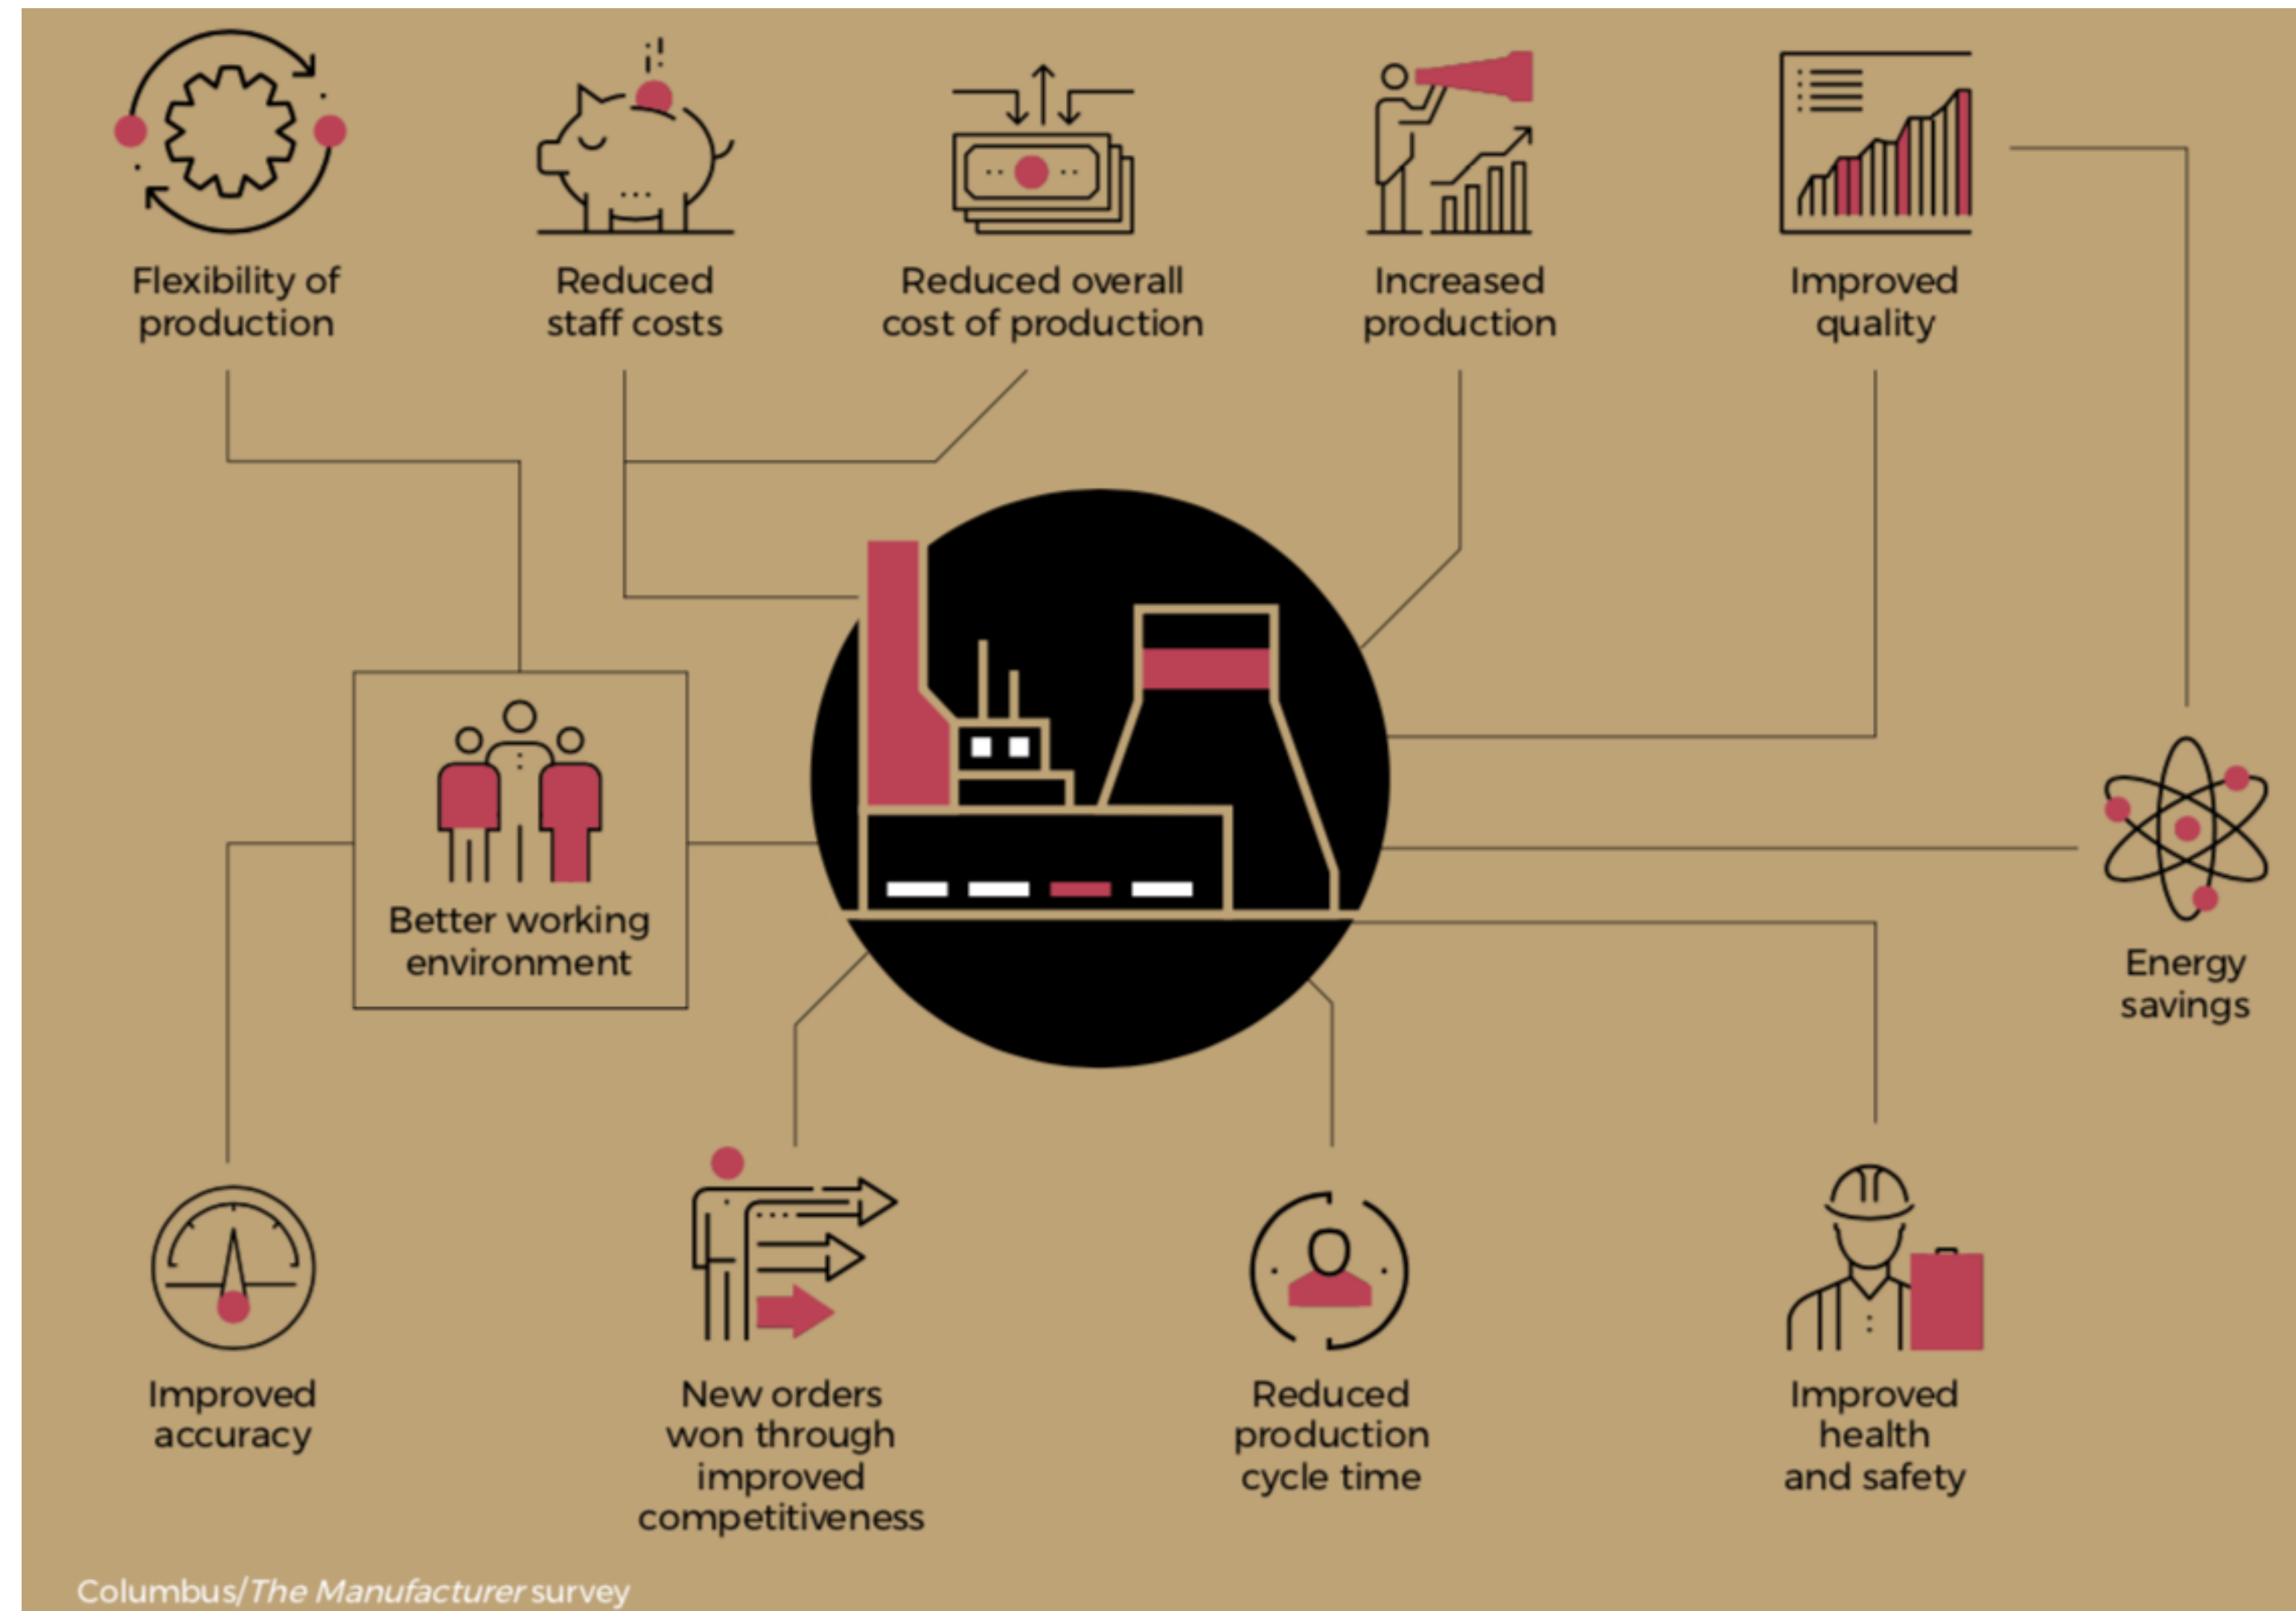 Flexibility of
production
Reduced
staff costs
Reduced overall
cost of production
Increased
production
Improved
quality
Better working
environment
Energy
savings
Improved
accuracy
New orders
won through
improved
competitiveness
Reduced
production
cycle time
Improved
health
and safety
Columbus/The Manufacturer survey